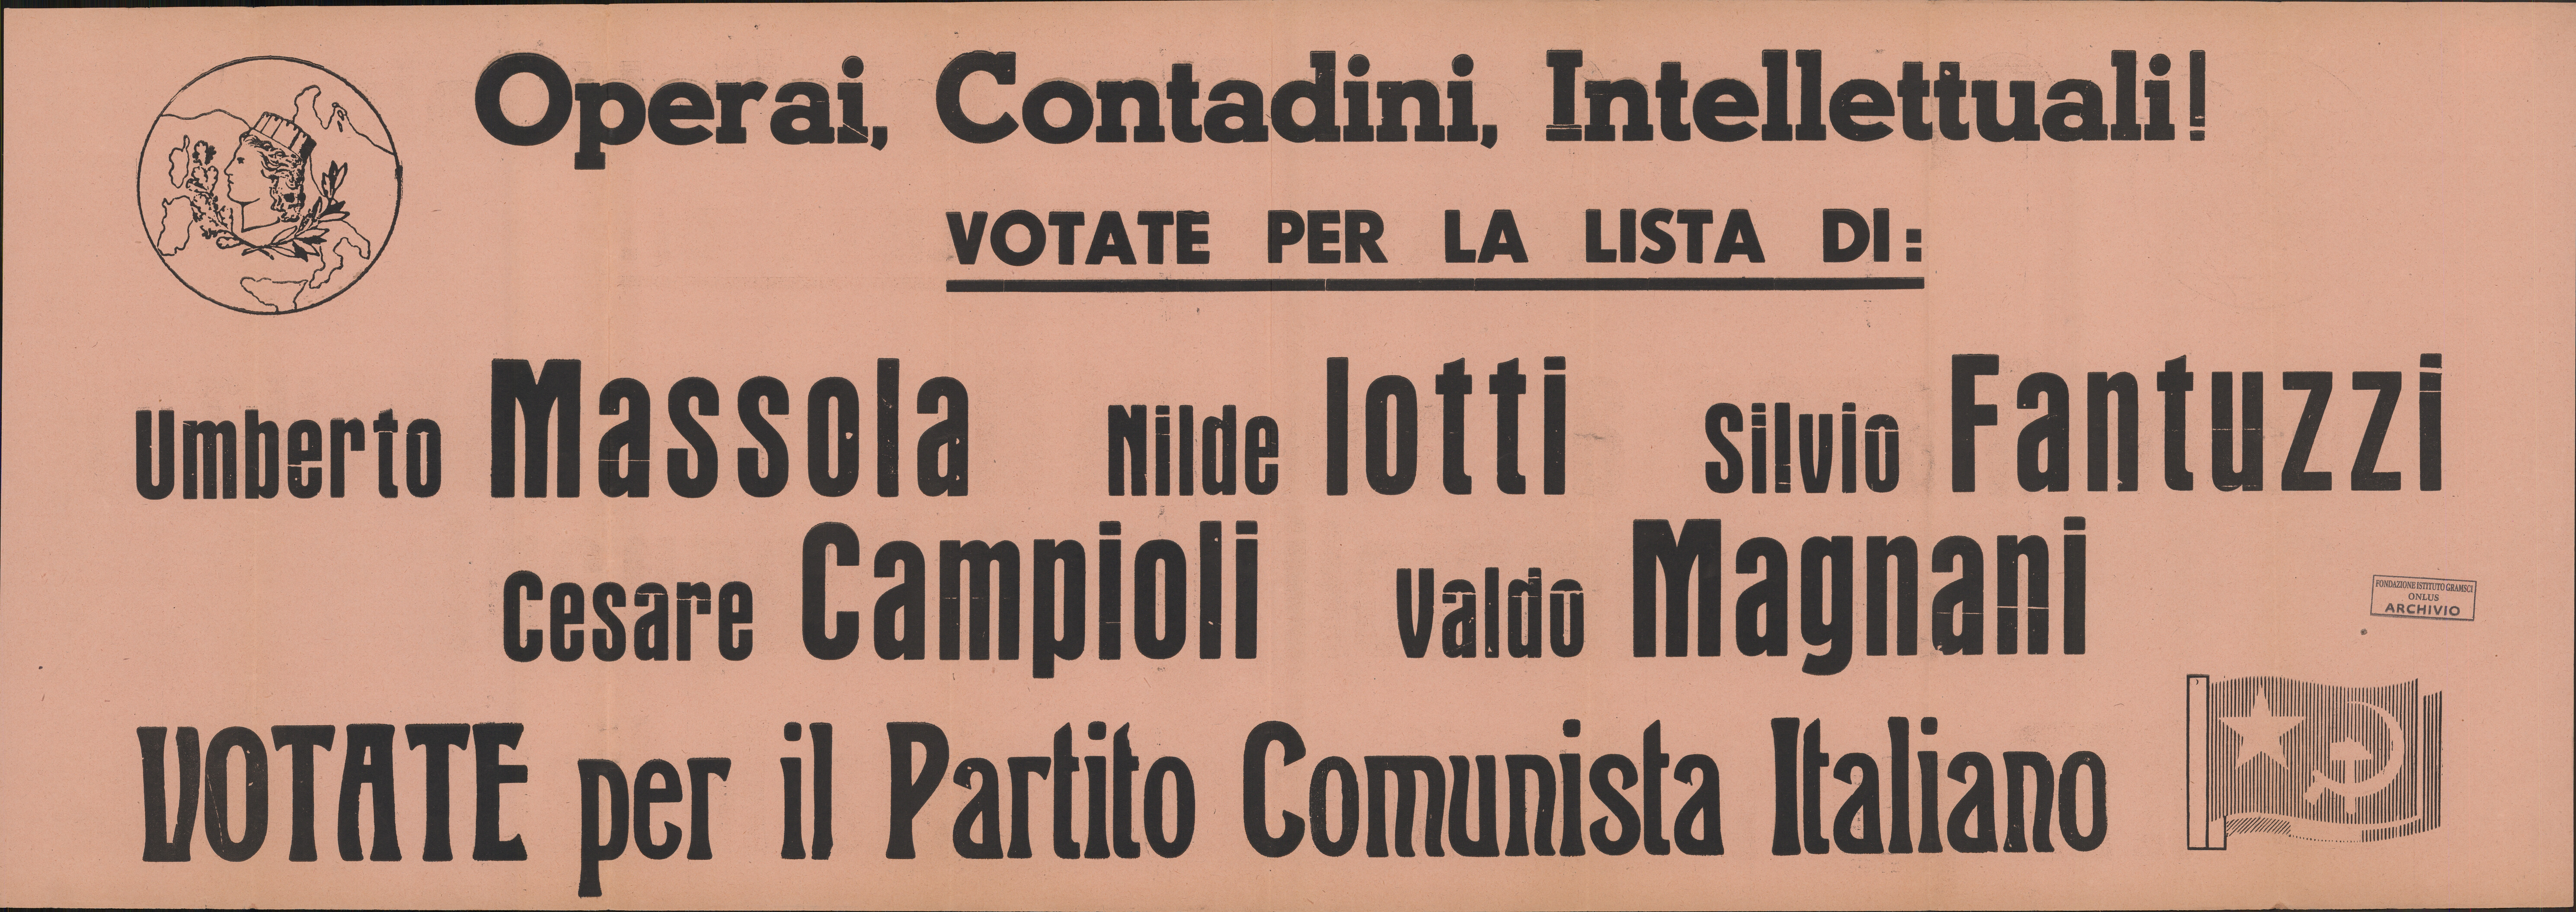 Operai, Contadini, Intellettuali!
VOTATE PER LA LISTA DI:
Umberto Massola Nilde Iotti Silvio Fantuzzi
Cesare Campioli Valdo Magnani
FONDAZIONE ISTITUTO GRAMSCI
ONLUS
ARCHIVIO
VOTATE per il Partito Comunista Italiano